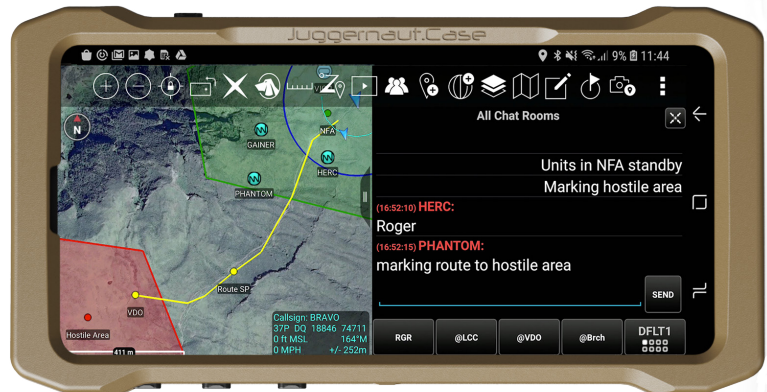 Juggernaut.Case
9% 11:44
N
GAINER
NFA
HERC
PHANTOM
Route SP
VDO
Hostile Area
411 m
Callsign: BRAVO
37P DQ 18846 74711
0 ft MSL 164°M
0 MPH +/- 252m
All Chat Rooms
Units in NFA standby
Marking hostile area
(16:52:10) HERC:
Roger
(16:52:15) PHANTOM:
marking route to hostile area
SEND
RGR
@LCC
@VDO
@Brch
DFLT1